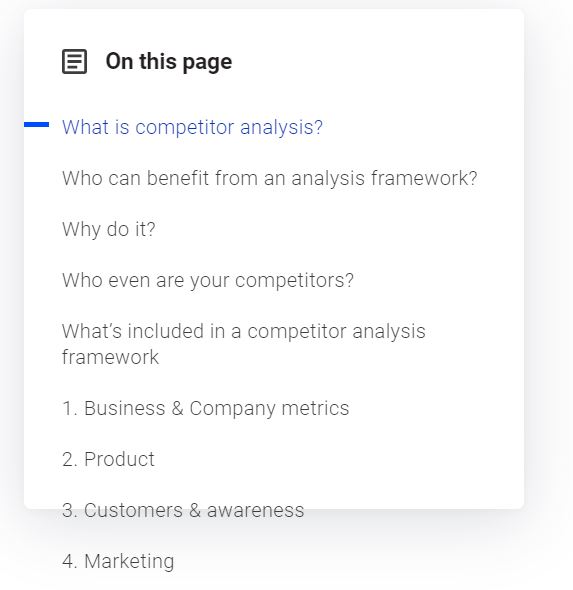 On this page
What is competitor analysis?
Who can benefit from an analysis framework?
Why do it?
Who even are your competitors?
What’s included in a competitor analysis
framework
1. Business & Company metrics
2. Product
3. Customers & awareness
4. Marketing